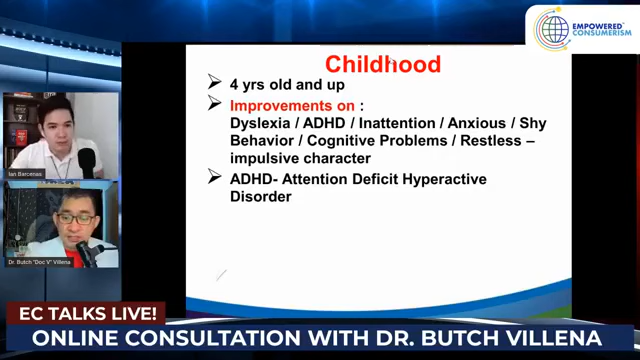 EMPOWERED
CONSUMERISM
Childhood
➢ 4 yrs old and up
➢ Improvements on :
Dyslexia / ADHD / Inattention / Anxious / Shy
Behavior / Cognitive Problems / Restless –
impulsive character
➢ ADHD- Attention Deficit Hyperactive
Disorder
Ian Barcenas
Dr. Butch "Doc V" Villena
EC TALKS LIVE!
ONLINE CONSULTATION WITH DR. BUTCH VILLENA